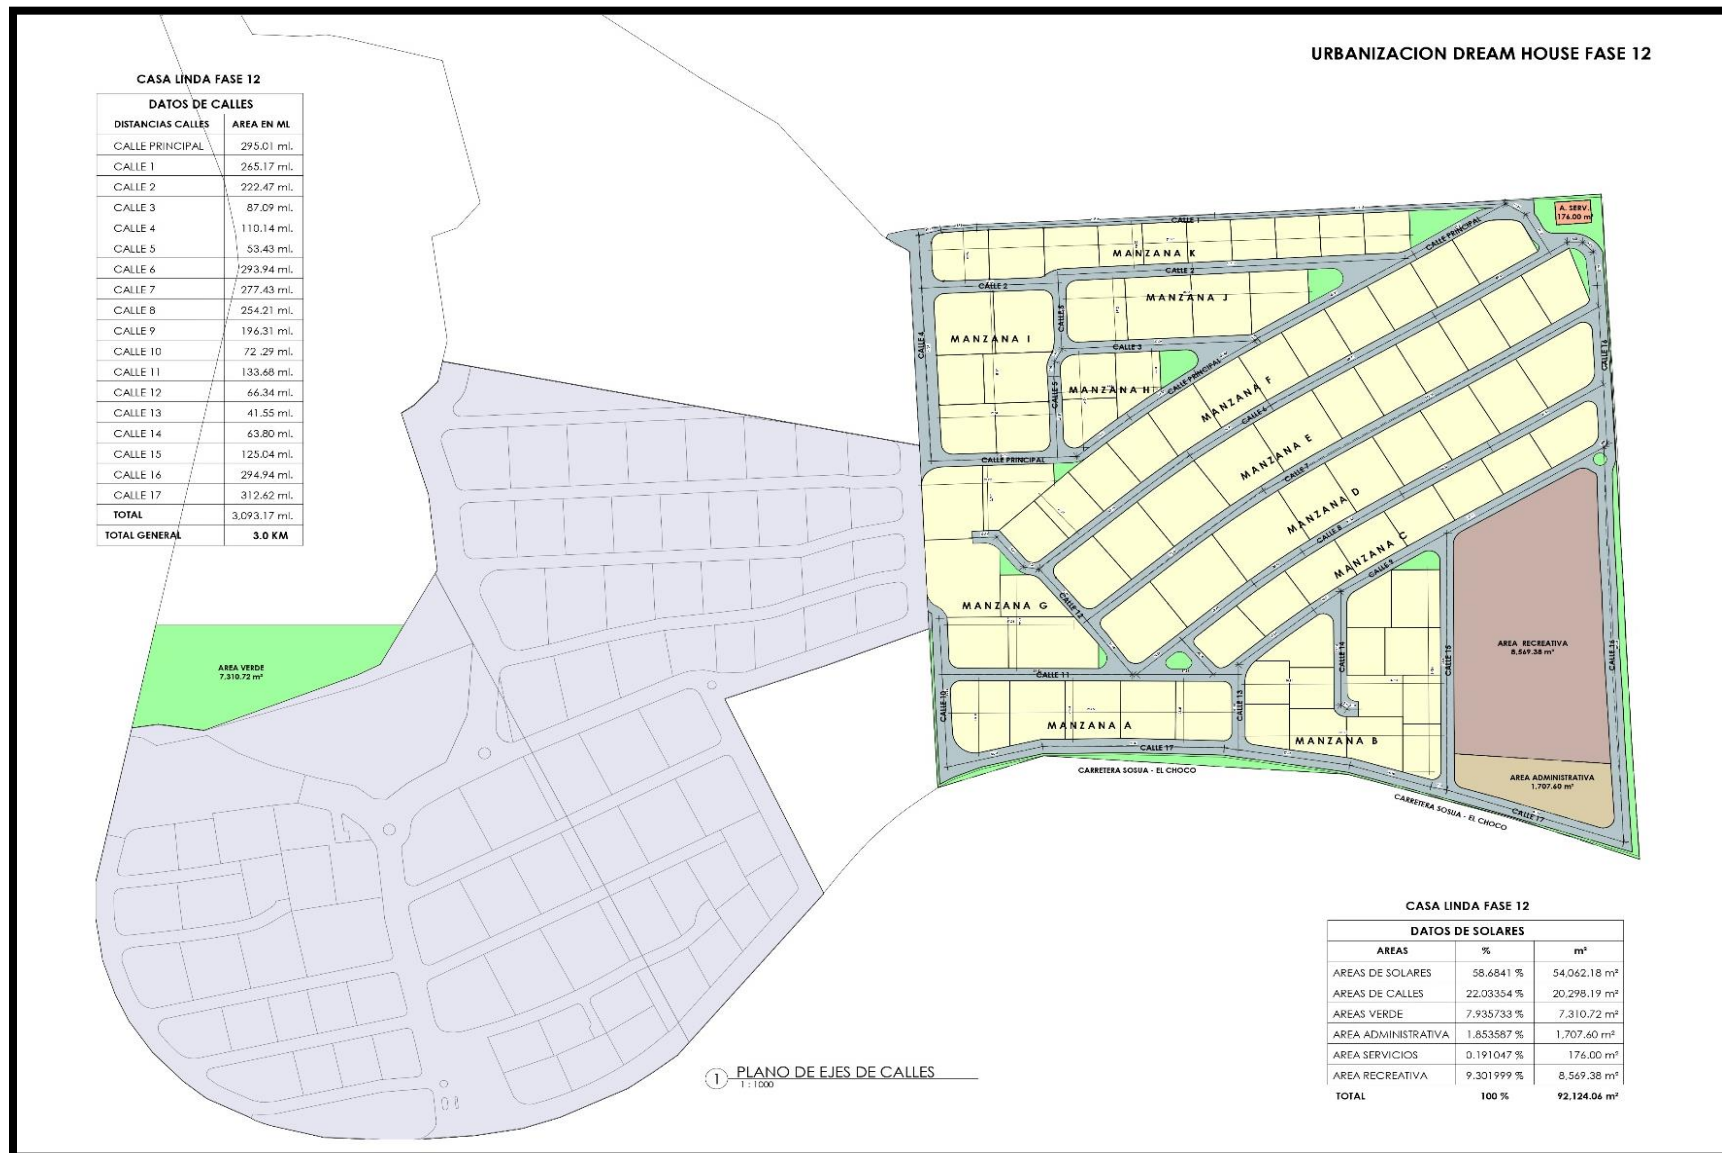 URBANIZACION DREAM HOUSE FASE 12
CASA LINDA FASE 12
DATOS DE CALLES
DISTANCIAS CALLES AREA EN ML
CALLE PRINCIPAL 295.01 ml.
CALLE 1 265.17 ml.
CALLE 2 222.47 ml.
CALLE 3 87.09 ml.
CALLE 4 110.14 ml.
CALLE 5 53.43 ml.
CALLE 6 293.94 ml.
CALLE 7 277.43 ml.
CALLE 8 254.21 ml.
CALLE 9 196.31 ml.
CALLE 10 72 .29 ml.
CALLE 11 133.68 ml.
CALLE 12 66.34 ml.
CALLE 13 41.55 ml.
CALLE 14 63.80 ml.
CALLE 15 125.04 ml.
CALLE 16 294.94 ml.
CALLE 17 312.62 ml.
TOTAL 3,093.17 ml.
TOTAL GENERAL 3.0 KM
A. SERV.
176.00 m²
CALLE 1
CALLE PRINCIPAL
MANZANA K
CALLE 2
CALLE 2
MANZANA J
CALLE 5
CALLE 4
MANZANA I
CALLE 3
CALLE 16
CALLE PRINCIPAL
MANZANA H
CALLE 5
MANZANA F
CALLE 6
MANZANA E
CALLE PRINCIPAL
CALLE 7
MANZANA D
CALLE 8
MANZANA C
CALLE 9
CALLE 12
MANZANA G
AREA RECREATIVA
8,569.38 m²
CALLE 14
CALLE 15
CALLE 16
AREA VERDE
7,310.72 m²
CALLE 11
CALLE 10
CALLE 13
MANZANA A
MANZANA B
CALLE 17
CARRETERA SOSUA - EL CHOCO
AREA ADMINISTRATIVA
1,707.60 m²
CARRETERA SOSUA - EL CHOCO
CALLE 17
CASA LINDA FASE 12
DATOS DE SOLARES
AREAS % m²
AREAS DE SOLARES 58.6841 % 54,062.18 m²
AREAS DE CALLES 22.03354 % 20,298.19 m²
AREAS VERDE 7.935733 % 7,310.72 m²
AREA ADMINISTRATIVA 1.853587 % 1,707.60 m²
AREA SERVICIOS 0.191047 % 176.00 m²
AREA RECREATIVA 9.301999 % 8,569.38 m²
TOTAL 100 % 92,124.06 m²
1 PLANO DE EJES DE CALLES
1 : 1000